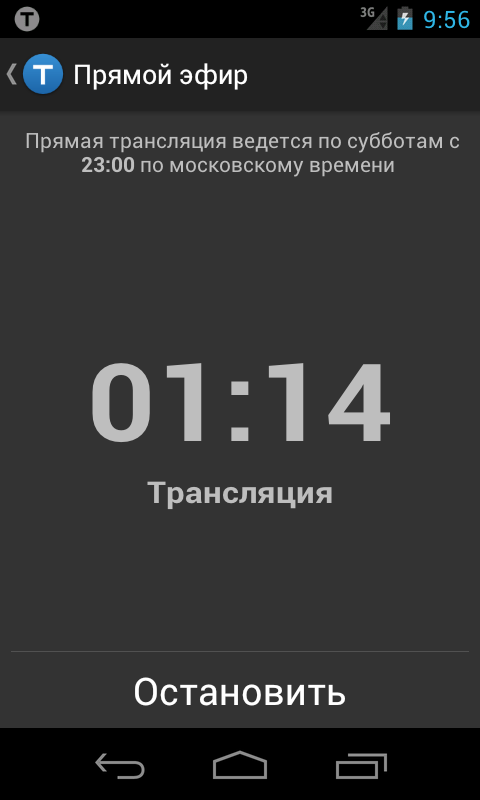 T
3G
9:56
T
Прямой эфир
Прямая трансляция ведется по субботам с
23:00 по московскому времени
01:14
Трансляция
Остановить